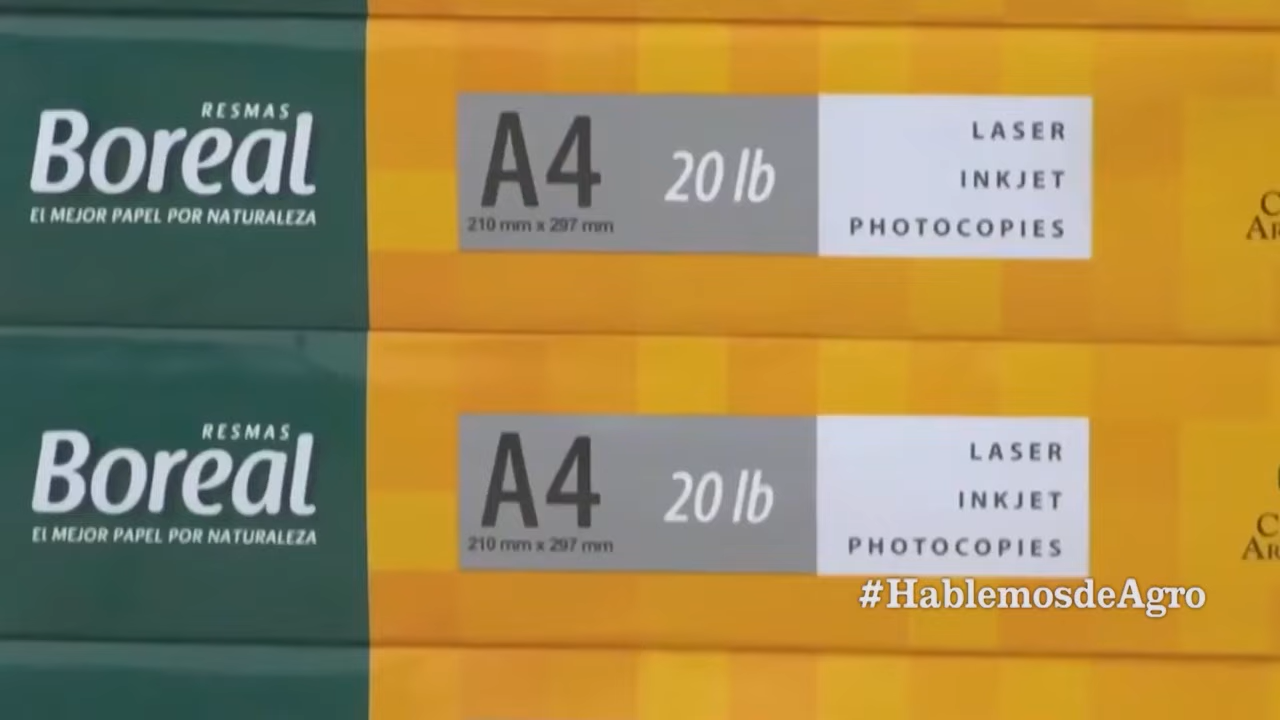 RESMAS
Boreal
El MEJOR PAPEL POR NATURALEZA
A4
210 mm x 297 mm
20 lb
LASER
INKJET
PHOTOCOPIES
RESMAS
Boreal
El MEJOR PAPEL POR NATURALEZA
A4
210 mm x 297 mm
20 lb
LASER
INKJET
PHOTOCOPIES
#HablemosdeAgro